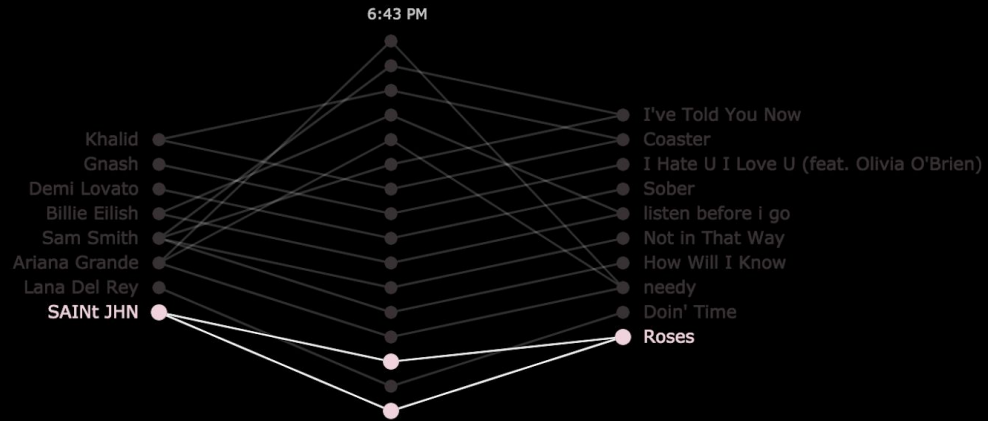 6:43 PM
Khalid
Gnash
Demi Lovato
Billie Eilish
Sam Smith
Ariana Grande
Lana Del Rey
SAINt JHN
I've Told You Now
Coaster
I Hate U I Love U (feat. Olivia O'Brien)
Sober
listen before i go
Not in That Way
How Will I Know
needy
Doin' Time
Roses